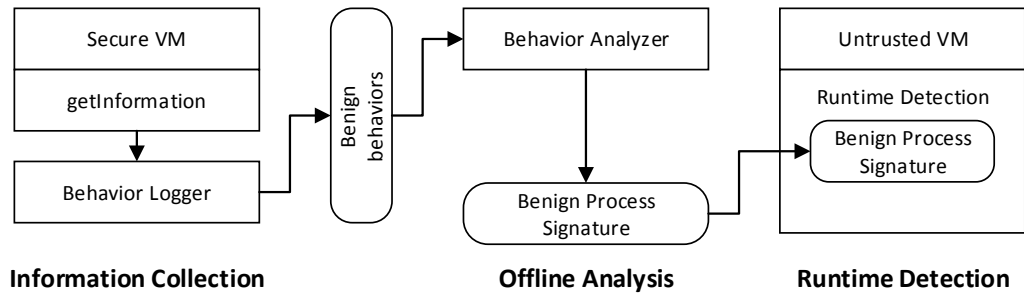 Secure VM
getInformation
Behavior Logger
Benign
behaviors
Behavior Analyzer
Benign Process
Signature
Untrusted VM
Runtime Detection
Benign Process
Signature
Information Collection
Offline Analysis
Runtime Detection